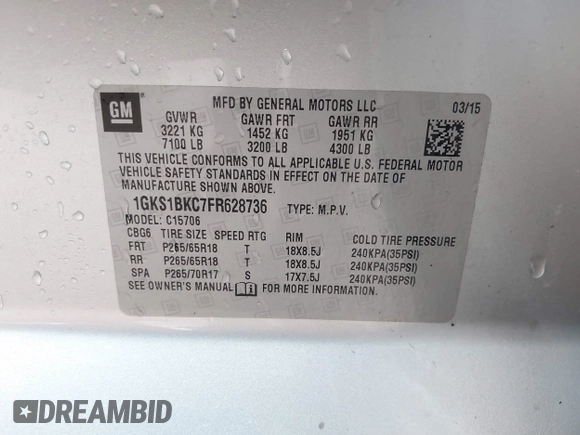 GM
MFD BY GENERAL MOTORS LLC 03/15
GVWR GAWR FRT GAWR RR
3221 KG 1452 KG 1951 KG
7100 LB 3200 LB 4300 LB
THIS VEHICLE CONFORMS TO ALL APPLICABLE U.S. FEDERAL MOTOR
VEHICLE SAFETY STANDARDS IN EFFECT ON THE DATE OF
MANUFACTURE SHOWN ABOVE.
1GKS1BKC7FR628736 TYPE: M.P.V.
MODEL: C15706
CBG6 TIRE SIZE SPEED RTG RIM COLD TIRE PRESSURE
FRT P265/65R18 T 18X8.5J 240KPA(35PSI)
RR P265/65R18 T 18X8.5J 240KPA(35PSI)
SPA P265/70R17 S 17X7.5J 240KPA(35PSI)
SEE OWNER'S MANUAL FOR MORE INFORMATION.
DREAMBID